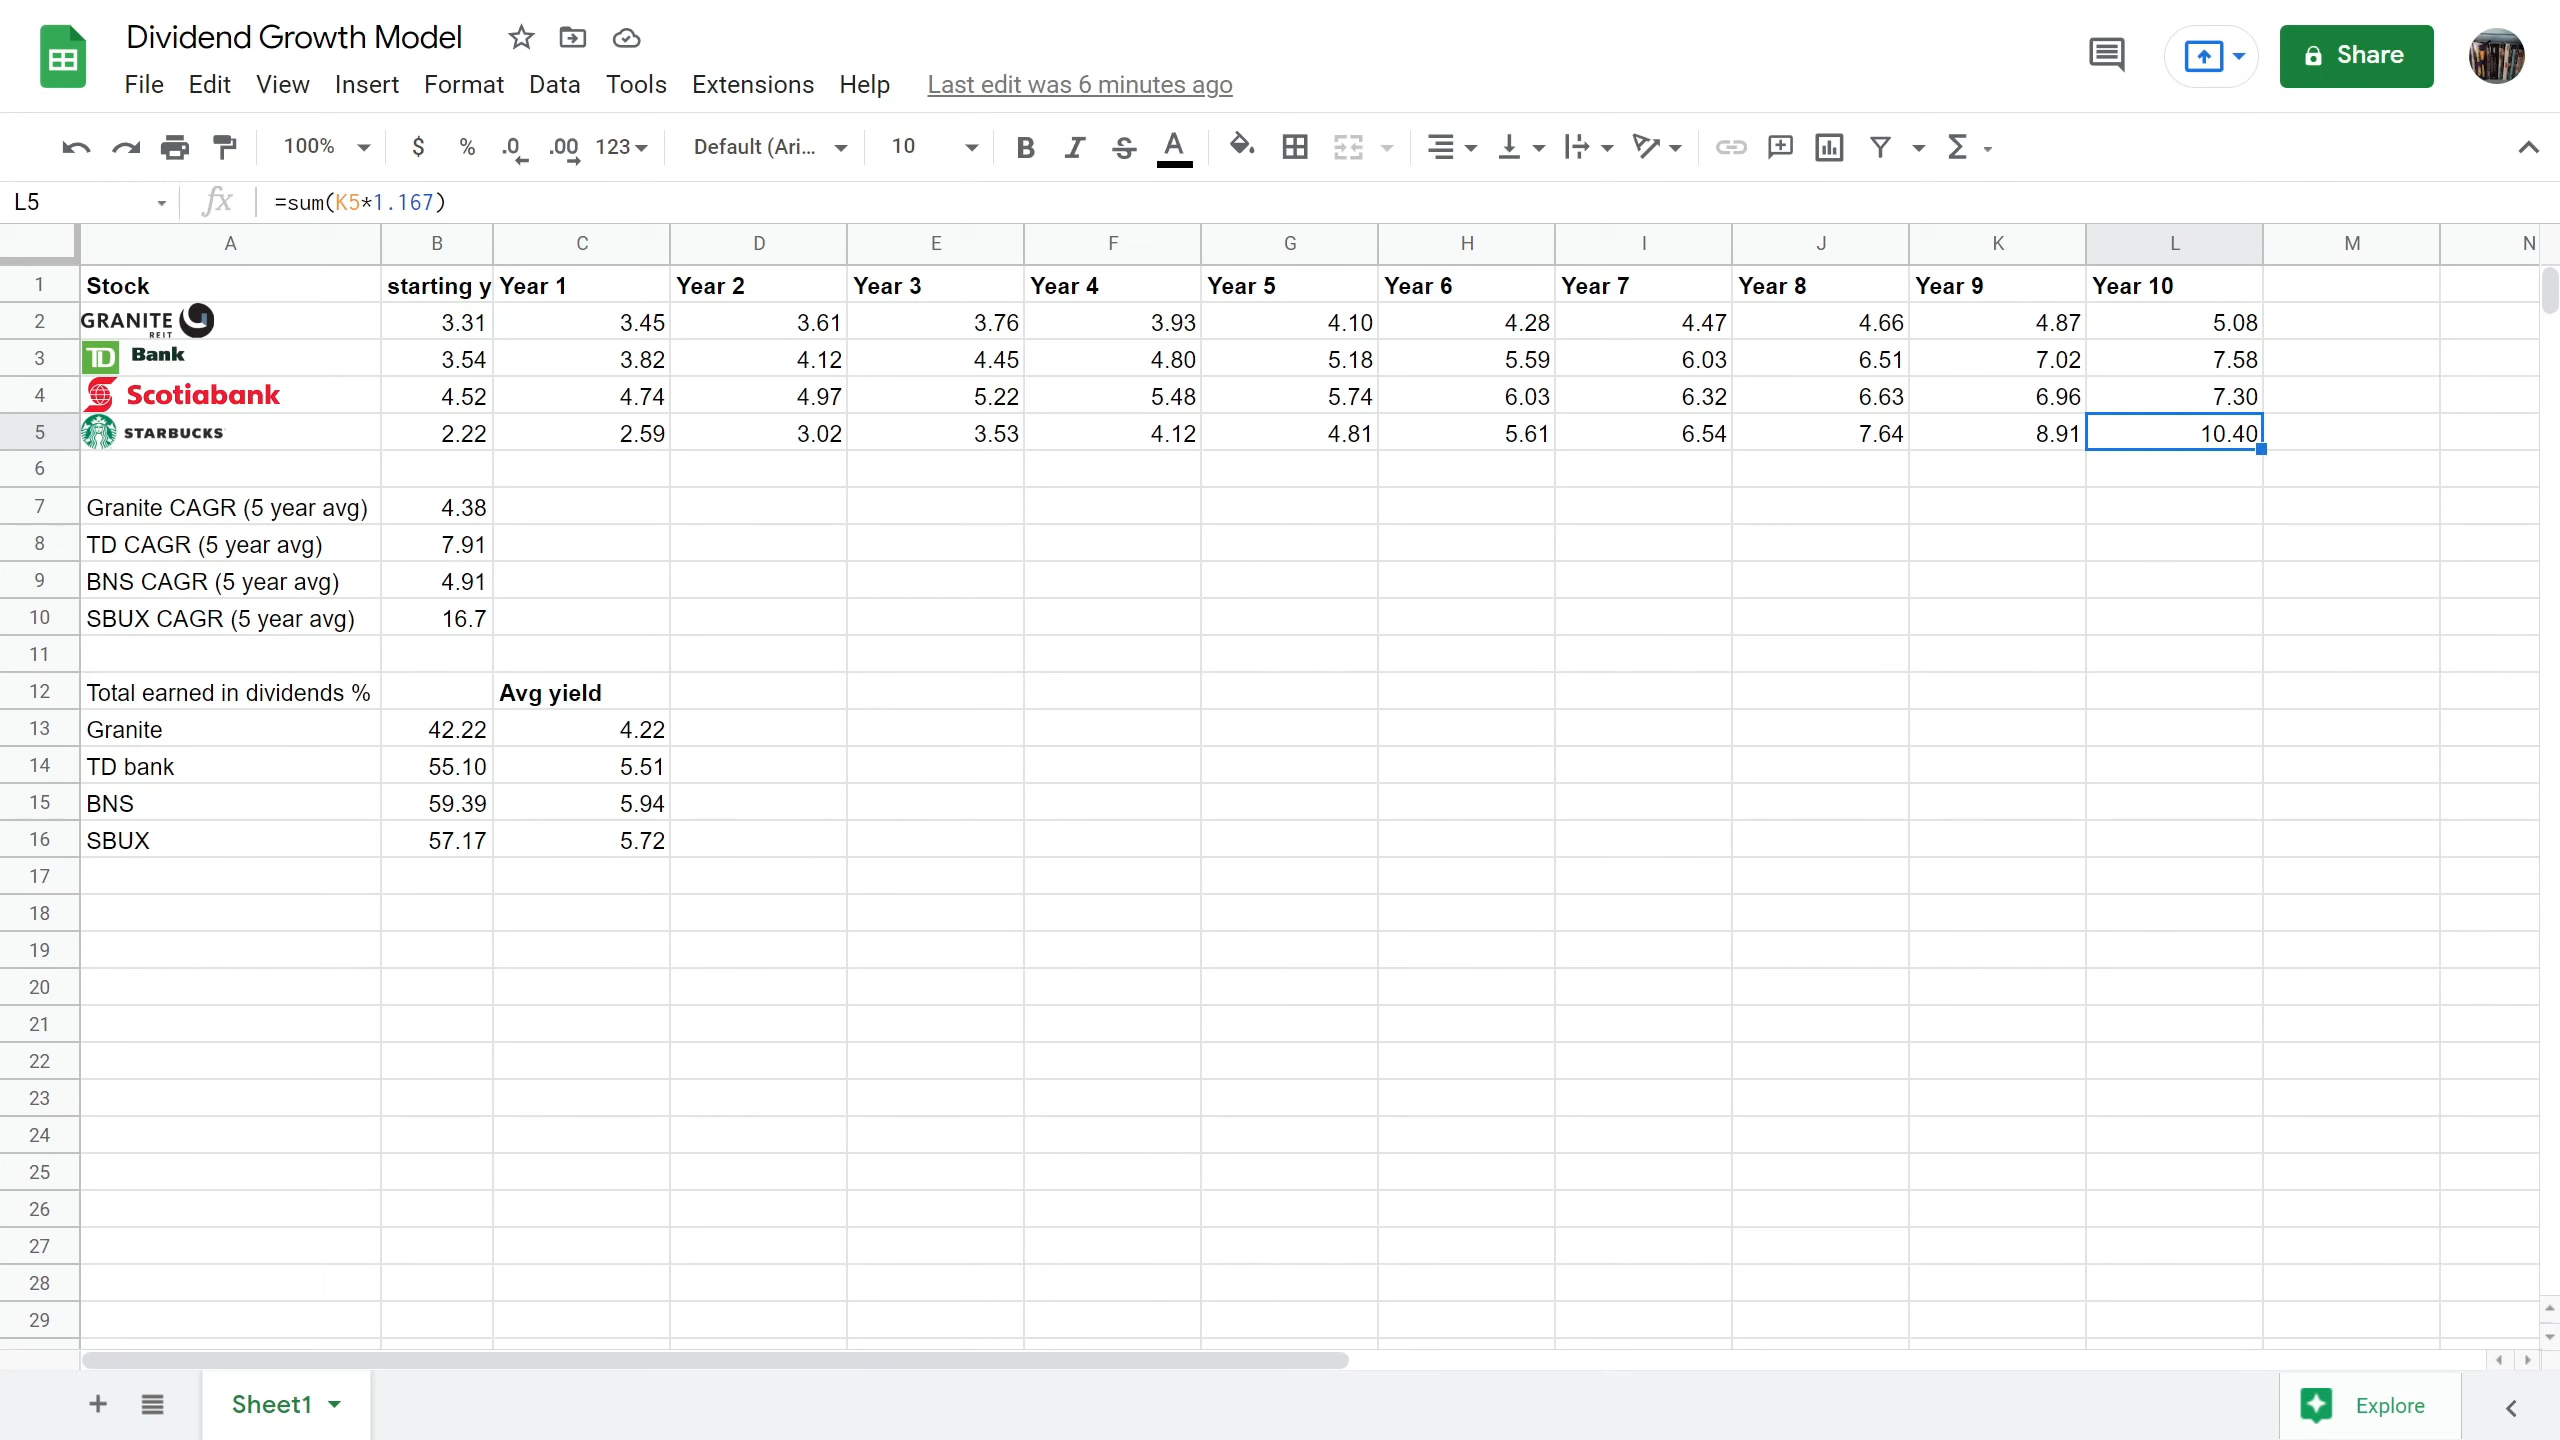 Dividend Growth Model
File Edit View Insert Format Data Tools Extensions Help Last edit was 6 minutes ago
Share
100% $ % .0 .00 123 Default (Ari... 10 B I S A Σ
L5 fx =sum(K5*1.167)
A B C D E F G H I J K L M N
1 Stock starting y Year 1 Year 2 Year 3 Year 4 Year 5 Year 6 Year 7 Year 8 Year 9 Year 10
2 GRANITE REIT 3.31 3.45 3.61 3.76 3.93 4.10 4.28 4.47 4.66 4.87 5.08
3 TD Bank 3.54 3.82 4.12 4.45 4.80 5.18 5.59 6.03 6.51 7.02 7.58
4 Scotiabank 4.52 4.74 4.97 5.22 5.48 5.74 6.03 6.32 6.63 6.96 7.30
5 STARBUCKS 2.22 2.59 3.02 3.53 4.12 4.81 5.61 6.54 7.64 8.91 10.40
6
7 Granite CAGR (5 year avg) 4.38
8 TD CAGR (5 year avg) 7.91
9 BNS CAGR (5 year avg) 4.91
10 SBUX CAGR (5 year avg) 16.7
11
12 Total earned in dividends % Avg yield
13 Granite 42.22 4.22
14 TD bank 55.10 5.51
15 BNS 59.39 5.94
16 SBUX 57.17 5.72
17
18
19
20
21
22
23
24
25
26
27
28
29
Sheet1
Explore